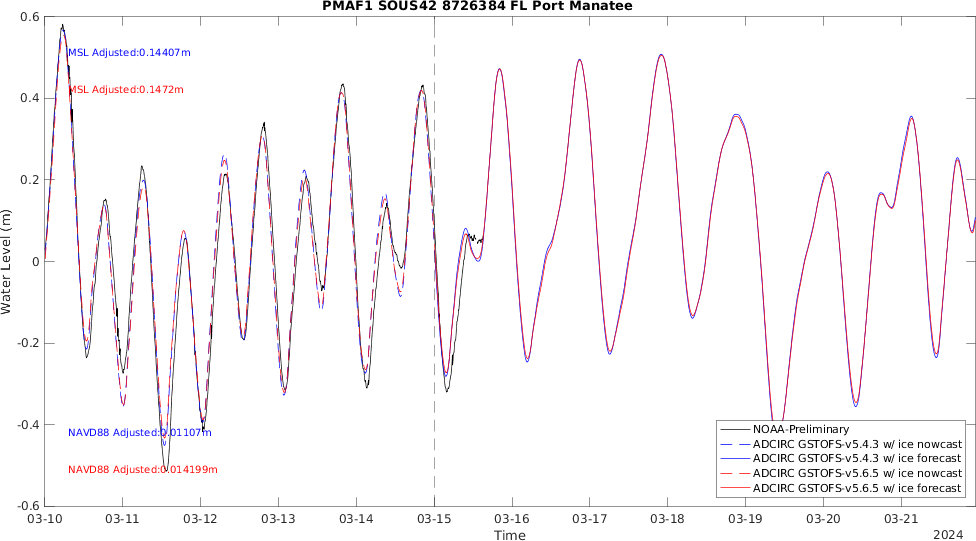 PMAF1 SOUS42 8726384 FL Port Manatee
Water Level (m)
0.6
0.4
0.2
0
-0.2
-0.4
-0.6
MSL Adjusted:0.14407m
MSL Adjusted:0.1472m
NAVD88 Adjusted:0.01107m
NAVD88 Adjusted:0.014199m
NOAA-Preliminary
ADCIRC GSTOFS-v5.4.3 w/ ice nowcast
ADCIRC GSTOFS-v5.4.3 w/ ice forecast
ADCIRC GSTOFS-v5.6.5 w/ ice nowcast
ADCIRC GSTOFS-v5.6.5 w/ ice forecast
03-10 03-11 03-12 03-13 03-14 03-15 03-16 03-17 03-18 03-19 03-20 03-21
Time
2024